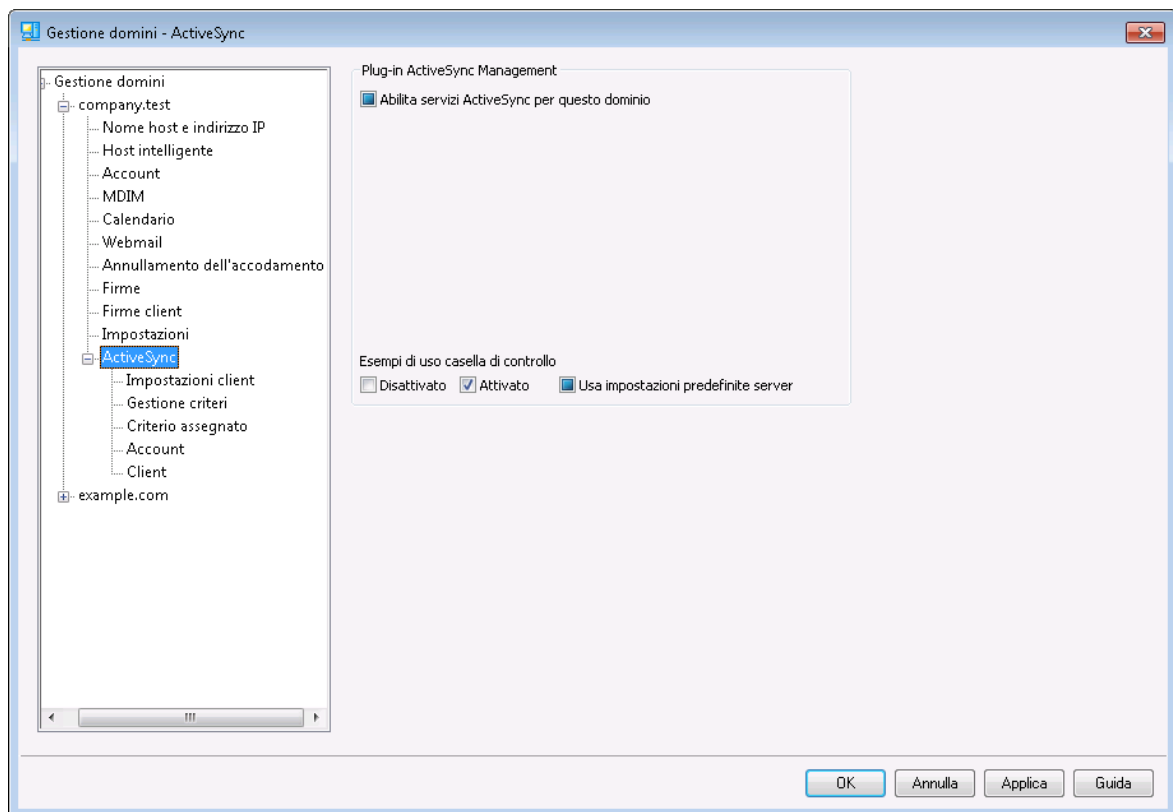 Gestione domini - ActiveSync
Gestione domini
company.test
Nome host e indirizzo IP
Host intelligente
Account
MDIM
Calendario
Webmail
Annullamento dell'accodamento
Firme
Firme client
Impostazioni
ActiveSync
Impostazioni client
Gestione criteri
Criterio assegnato
Account
Client
example.com
Plug-in ActiveSync Management
Abilita servizi ActiveSync per questo dominio
Esempi di uso casella di controllo
Disattivato Attivato Usa impostazioni predefinite server
OK Annulla Applica Guida